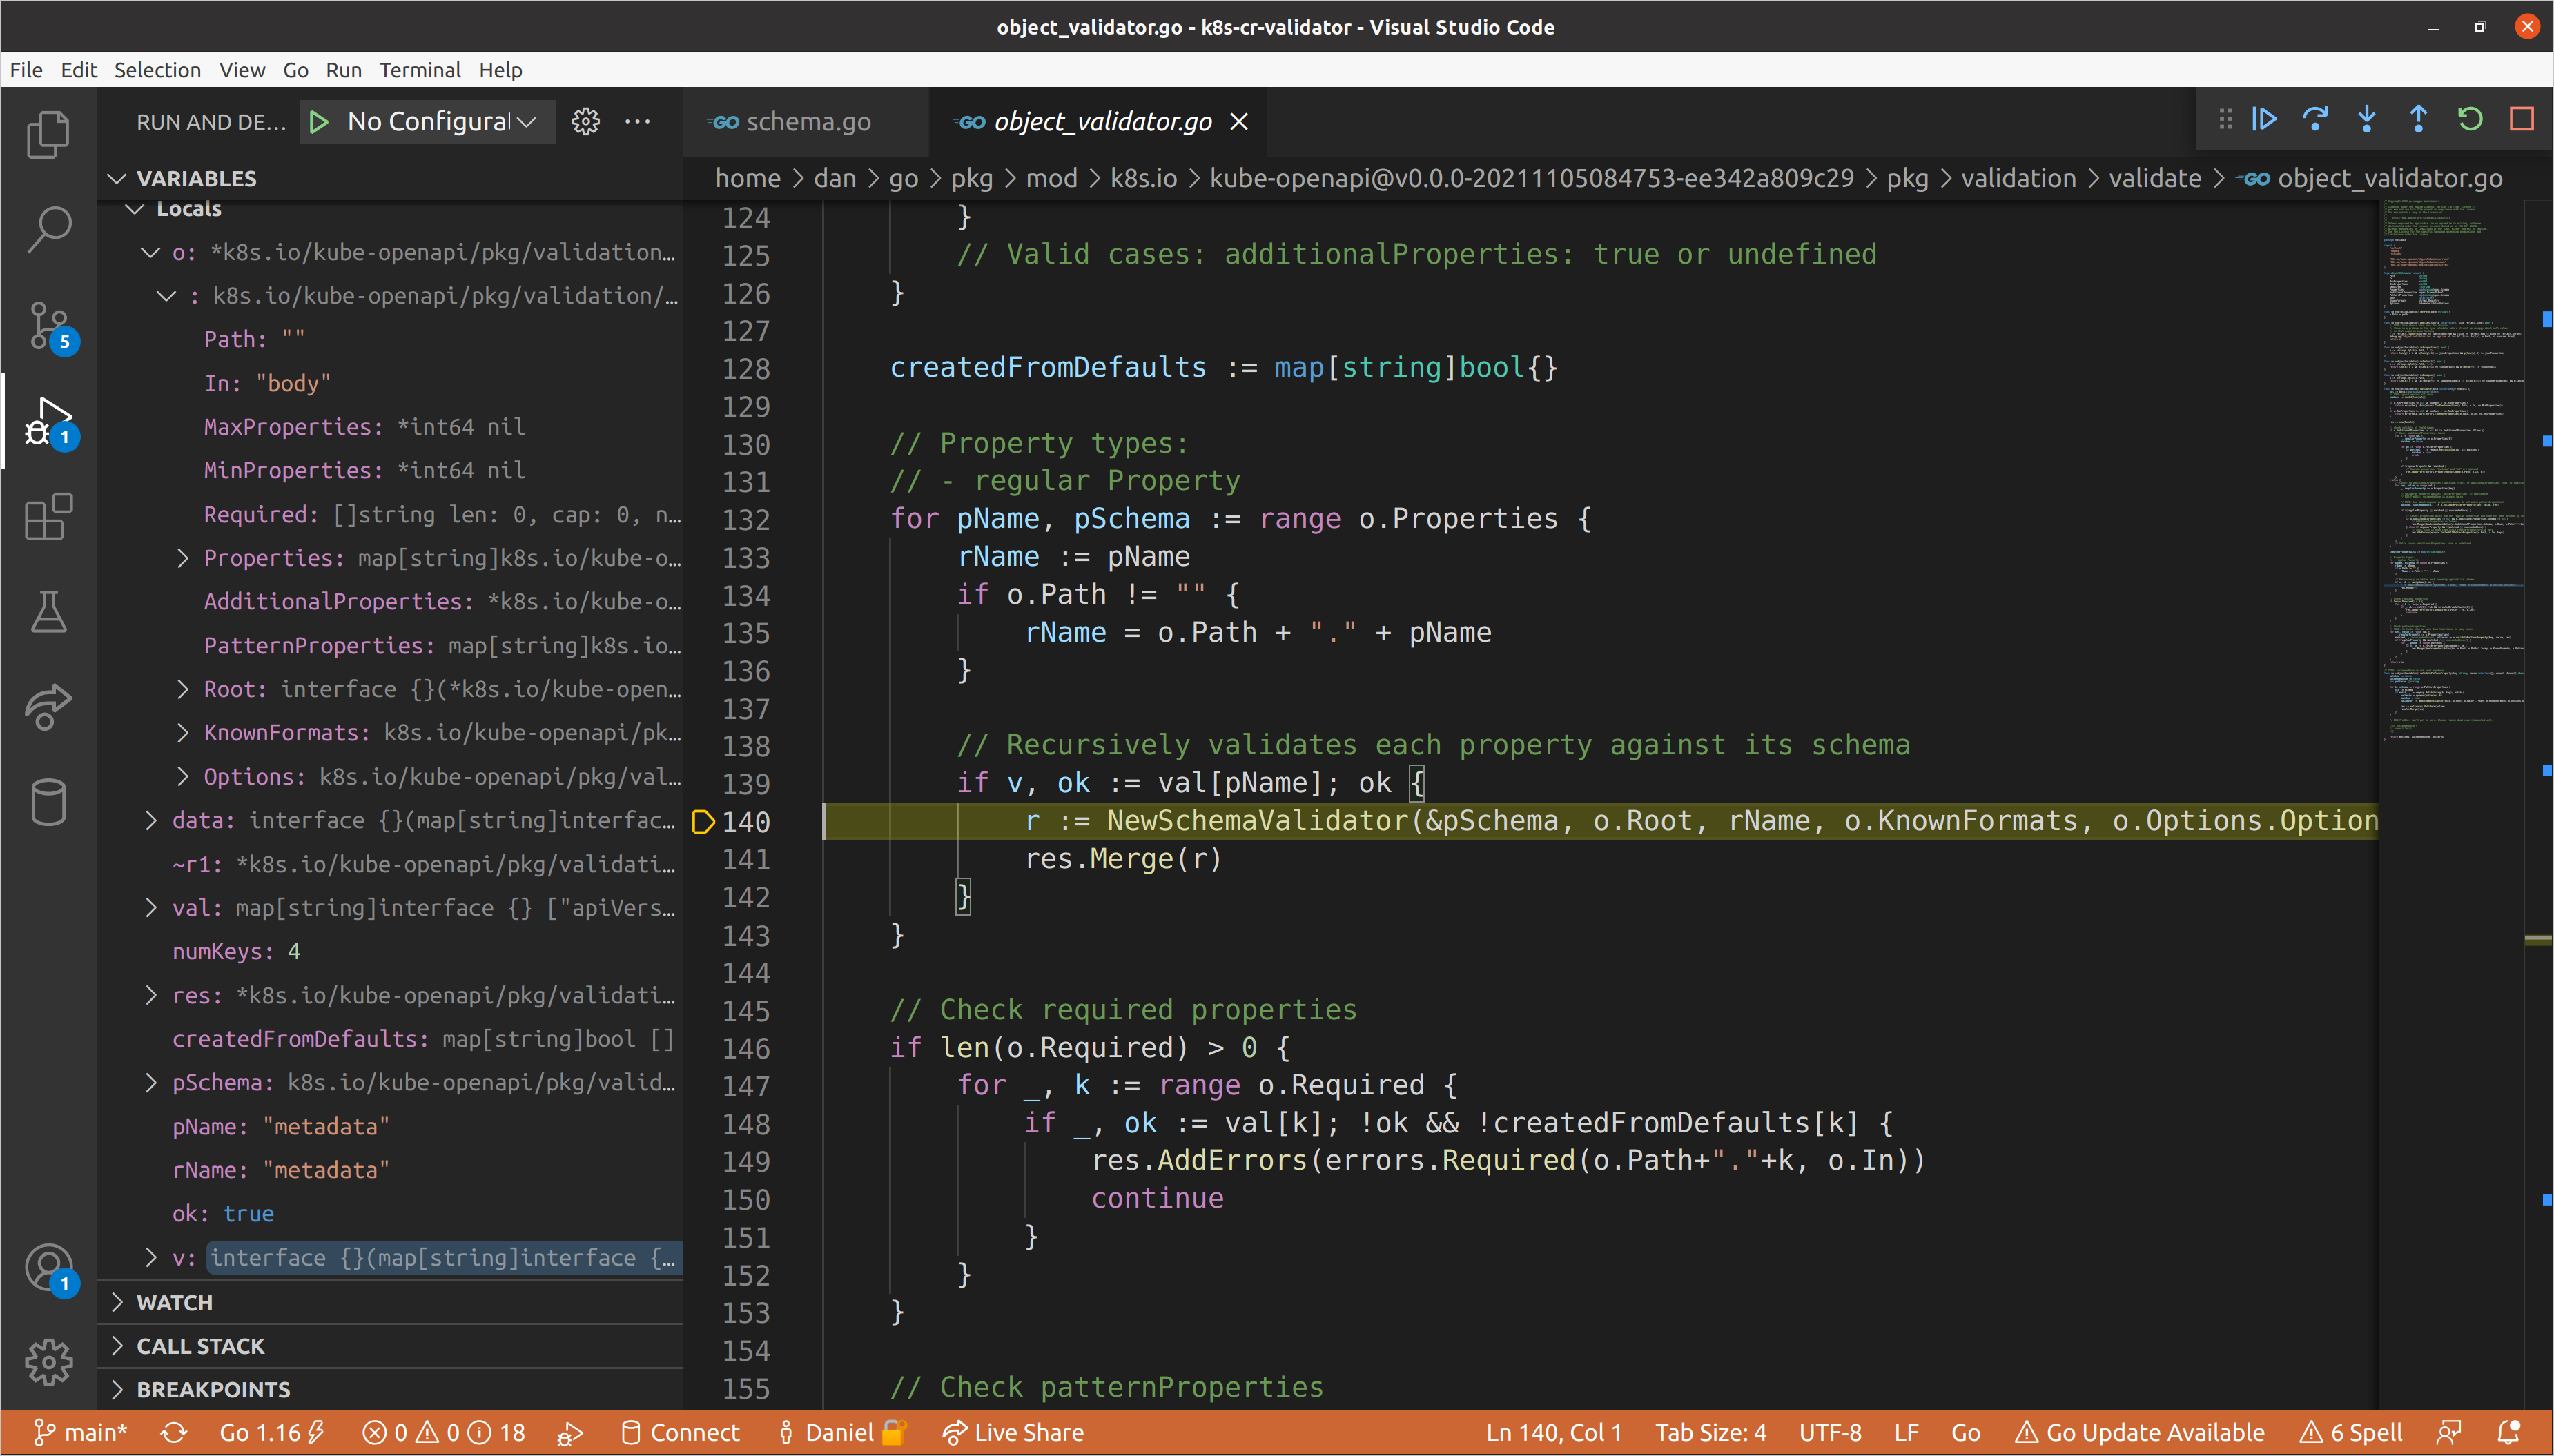 object_validator.go - k8s-cr-validator - Visual Studio Code
File Edit Selection View Go Run Terminal Help
RUN AND DE... No Configura
GO schema.go GO object_validator.go
VARIABLES
home > dan > go > pkg > mod > k8s.io > kube-openapi@v0.0.0-20211105084753-ee342a809c29 > pkg > validation > validate > GO object_validator.go
Locals
o: *k8s.io/kube-openapi/pkg/validation…
: k8s.io/kube-openapi/pkg/validation/…
Path: ""
In: "body"
MaxProperties: *int64 nil
MinProperties: *int64 nil
Required: []string len: 0, cap: 0, n…
Properties: map[string]k8s.io/kube-o…
AdditionalProperties: *k8s.io/kube-o…
PatternProperties: map[string]k8s.io…
Root: interface {}(*k8s.io/kube-open…
KnownFormats: k8s.io/kube-openapi/pk…
Options: k8s.io/kube-openapi/pkg/val…
data: interface {}(map[string]interfac…
~r1: *k8s.io/kube-openapi/pkg/validati…
val: map[string]interface {} ["apiVers…
numKeys: 4
res: *k8s.io/kube-openapi/pkg/validati…
createdFromDefaults: map[string]bool []
pSchema: k8s.io/kube-openapi/pkg/valid…
pName: "metadata"
rName: "metadata"
ok: true
v: interface {}(map[string]interface {…
WATCH
CALL STACK
BREAKPOINTS
5
1
1
124 }
125 // Valid cases: additionalProperties: true or undefined
126 }
127
128 createdFromDefaults := map[string]bool{}
129
130 // Property types:
131 // - regular Property
132 for pName, pSchema := range o.Properties {
133 rName := pName
134 if o.Path != "" {
135 rName = o.Path + "." + pName
136 }
137
138 // Recursively validates each property against its schema
139 if v, ok := val[pName]; ok {
140 r := NewSchemaValidator(&pSchema, o.Root, rName, o.KnownFormats, o.Options.Option
141 res.Merge(r)
142 }
143 }
144
145 // Check required properties
146 if len(o.Required) > 0 {
147 for _, k := range o.Required {
148 if _, ok := val[k]; !ok && !createdFromDefaults[k] {
149 res.AddErrors(errors.Required(o.Path+"."+k, o.In))
150 continue
151 }
152 }
153 }
154
155 // Check patternProperties
main* Go 1.16 0 0 18 Connect Daniel Live Share Ln 140, Col 1 Tab Size: 4 UTF-8 LF Go Go Update Available 6 Spell